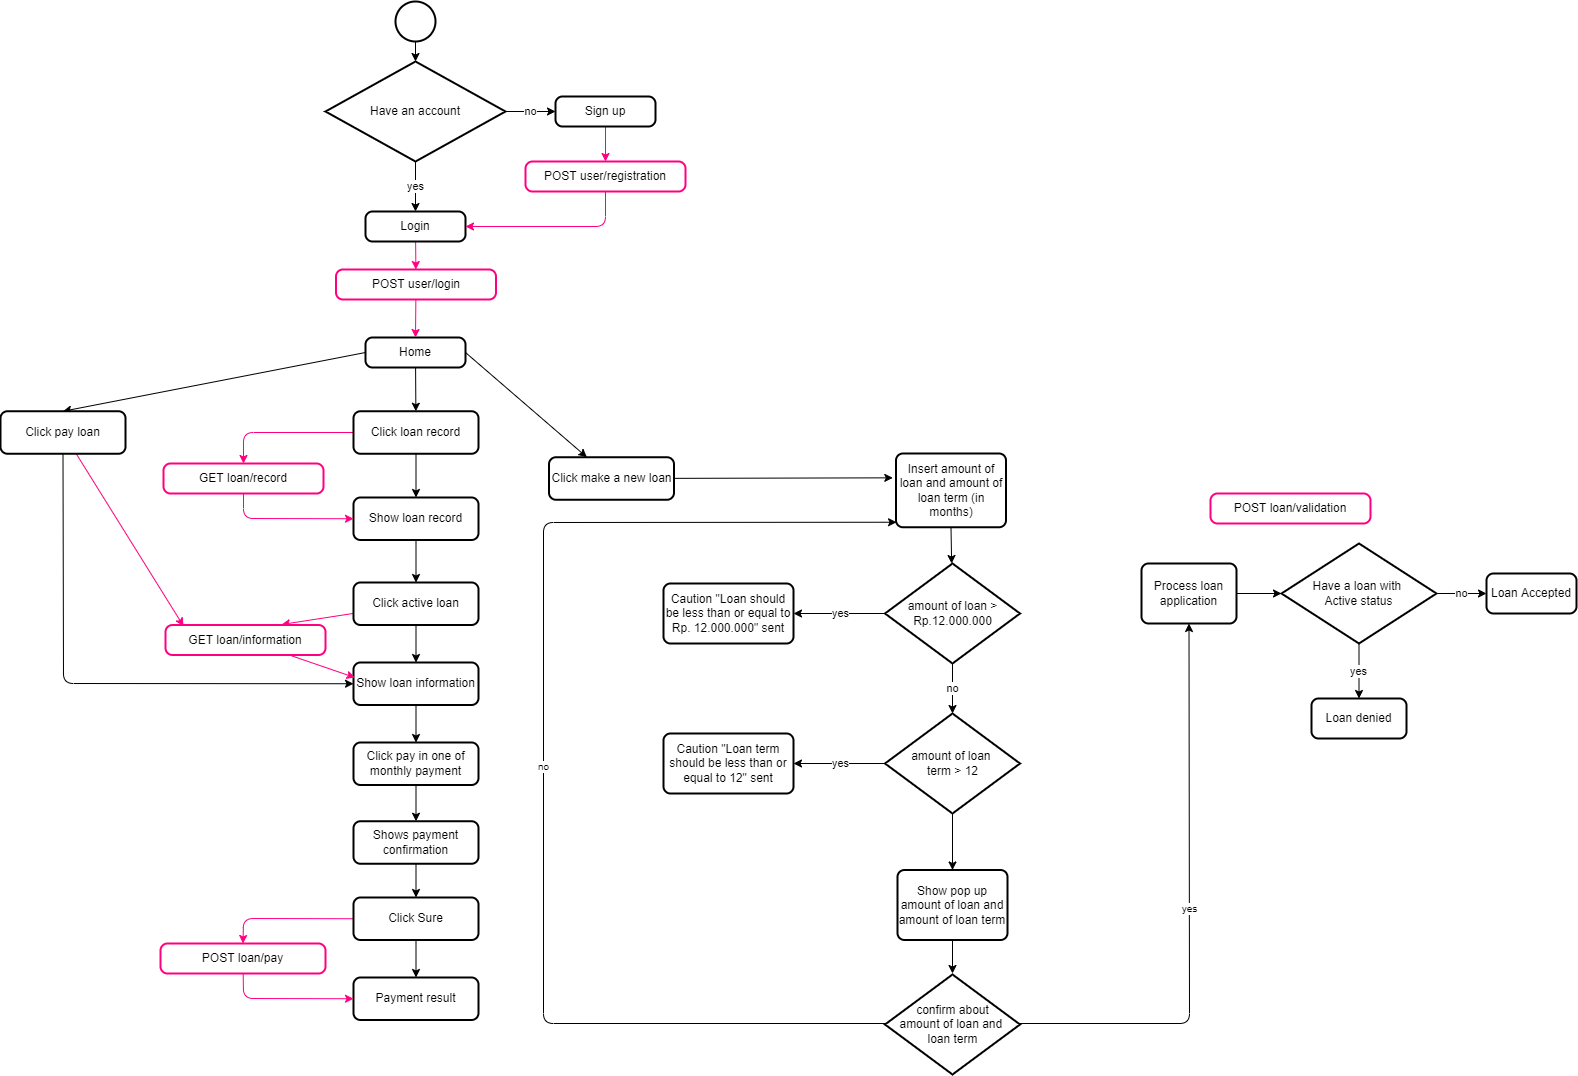 Have an account
no
Sign up
POST user/registration
yes
Login
POST user/login
Home
Click pay loan
Click loan record
GET loan/record
Show loan record
Click active loan
GET loan/information
Show loan information
Click pay in one of
monthly payment
Shows payment
confirmation
Click Sure
POST loan/pay
Payment result
Click make a new loan
Insert amount of
loan and amount of
loan term (in
months)
amount of loan >
Rp.12.000.000
yes
Caution "Loan should
be less than or equal to
Rp. 12.000.000" sent
no
amount of loan
term > 12
yes
Caution "Loan term
should be less than or
equal to 12" sent
Show pop up
amount of loan and
amount of loan term
confirm about
amount of loan and
loan term
no
yes
Process loan
application
POST loan/validation
Have a loan with
Active status
no
Loan Accepted
yes
Loan denied